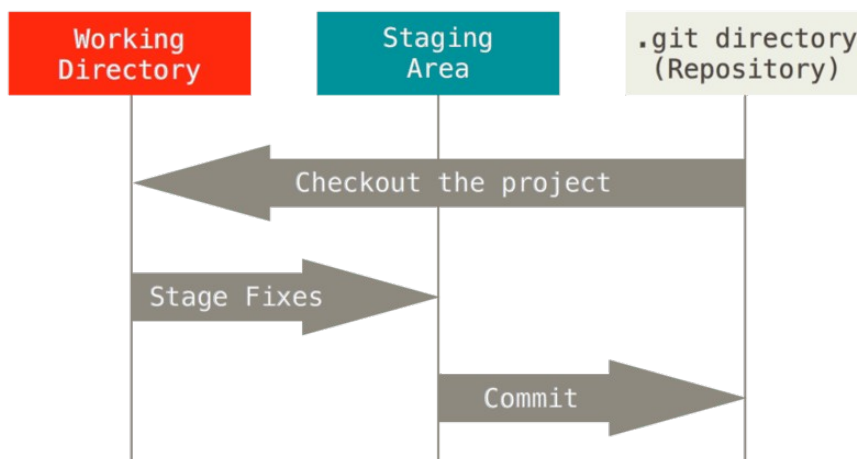 Working
Directory
Staging
Area
.git directory
(Repository)
Checkout the project
Stage Fixes
Commit